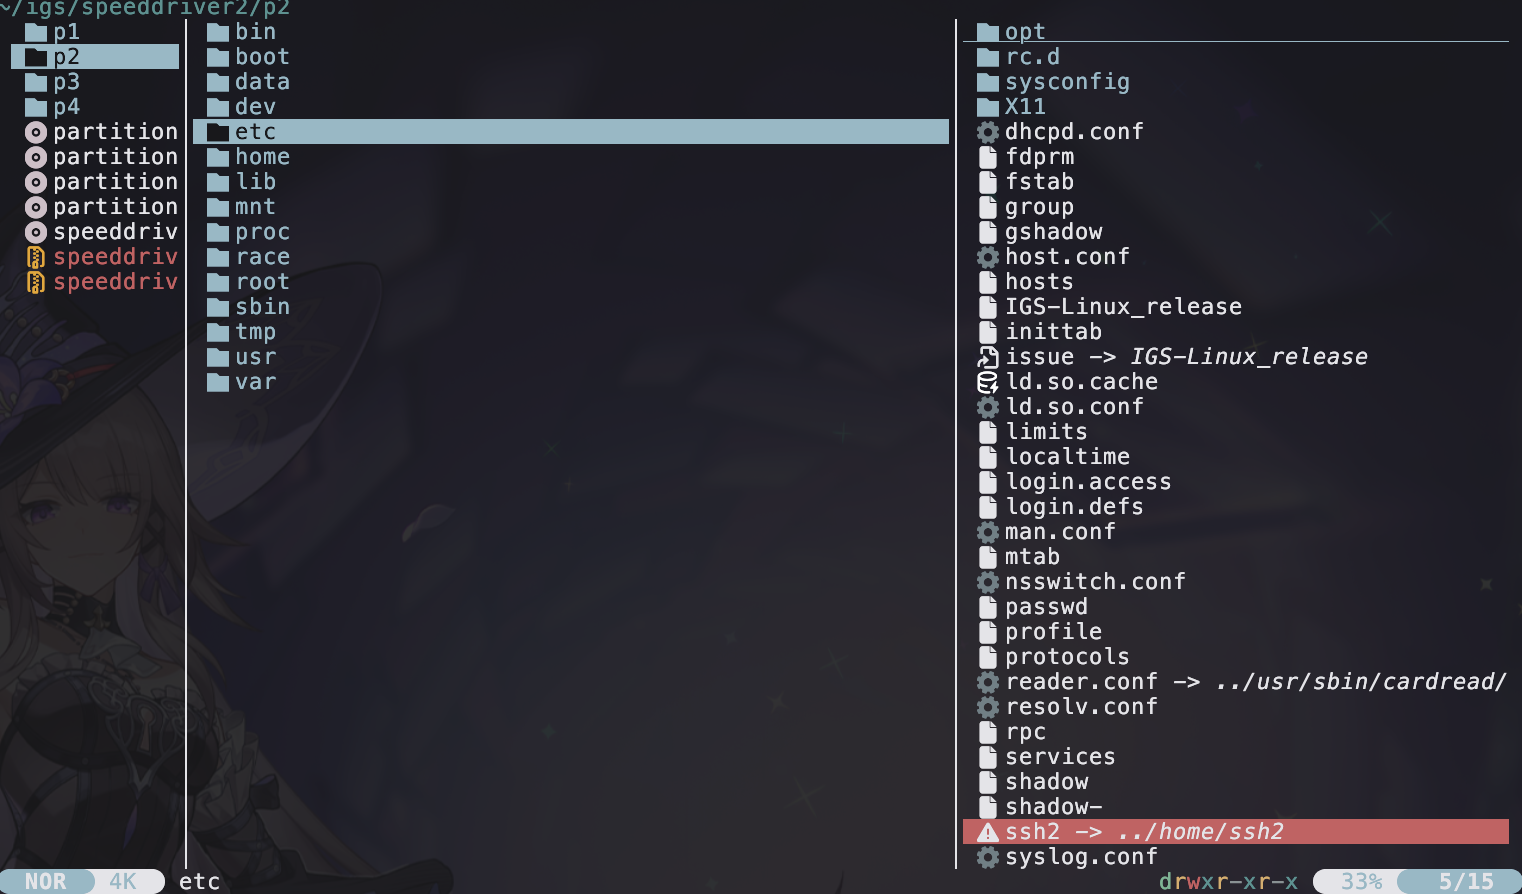 ~/igs/speeddriver2/p2
p1
p2
p3
p4
partition
partition
partition
partition
speeddriv
speeddriv
speeddriv
bin
boot
data
dev
etc
home
lib
mnt
proc
race
root
sbin
tmp
usr
var
opt
rc.d
sysconfig
X11
dhcpd.conf
fdprm
fstab
group
gshadow
host.conf
hosts
IGS-Linux_release
inittab
issue -> IGS-Linux_release
ld.so.cache
ld.so.conf
limits
localtime
login.access
login.defs
man.conf
mtab
nsswitch.conf
passwd
profile
protocols
reader.conf -> ../usr/sbin/cardread/
resolv.conf
rpc
services
shadow
shadow-
ssh2 -> ../home/ssh2
syslog.conf
NOR 4K etc drwxr-xr-x 33% 5/15